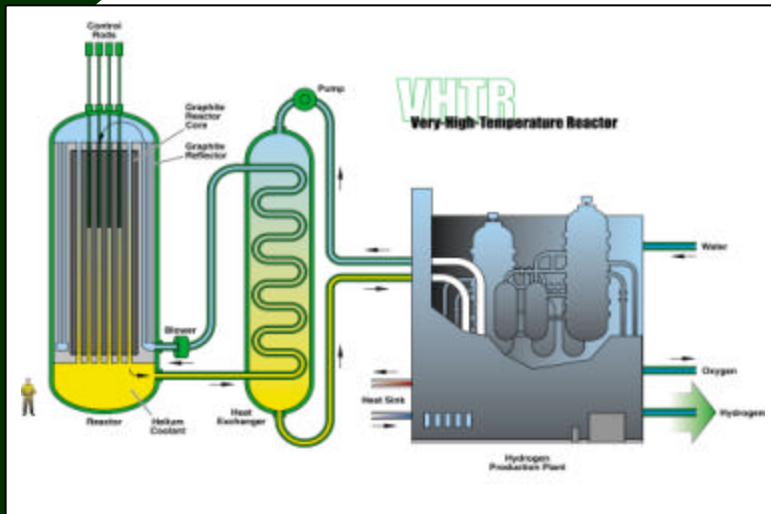 Control
Rods
Graphite
Reactor
Core
Graphite
Reflector
Pump
VHTR
Very-High-Temperature Reactor
Water
Blower
Oxygen
Heat Sink
Hydrogen
Reactor
Helium
Coolant
Heat
Exchanger
Hydrogen
Production Plant